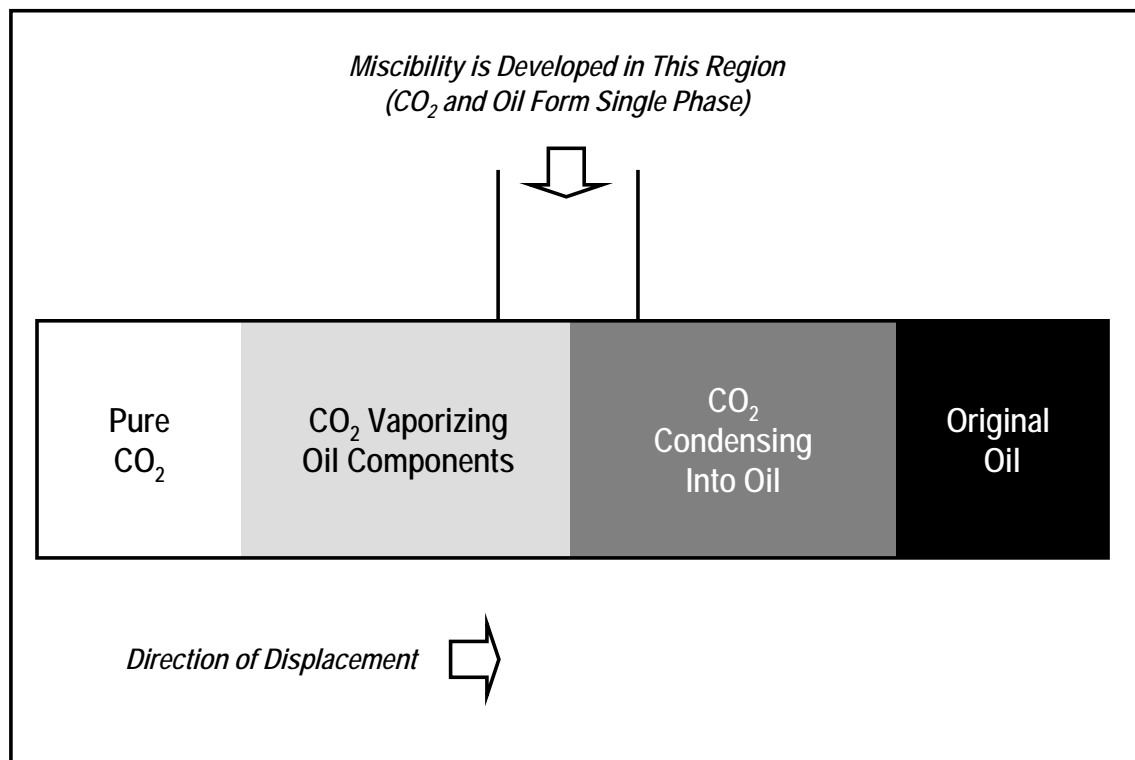 Miscibility is Developed in This Region
(CO₂ and Oil Form Single Phase)
Pure
CO₂
CO₂ Vaporizing
Oil Components
CO₂
Condensing
Into Oil
Original
Oil
Direction of Displacement